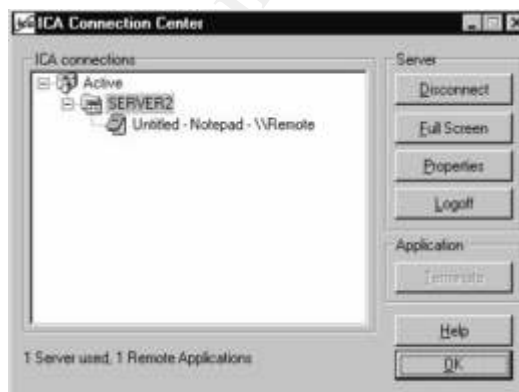 ICA Connection Center
ICA connections
Active
SERVER2
Untitled - Notepad - \\Remote
Server
Disconnect
Full Screen
Properties
Logoff
Application
Terminate
Help
OK
1 Server used, 1 Remote Applications